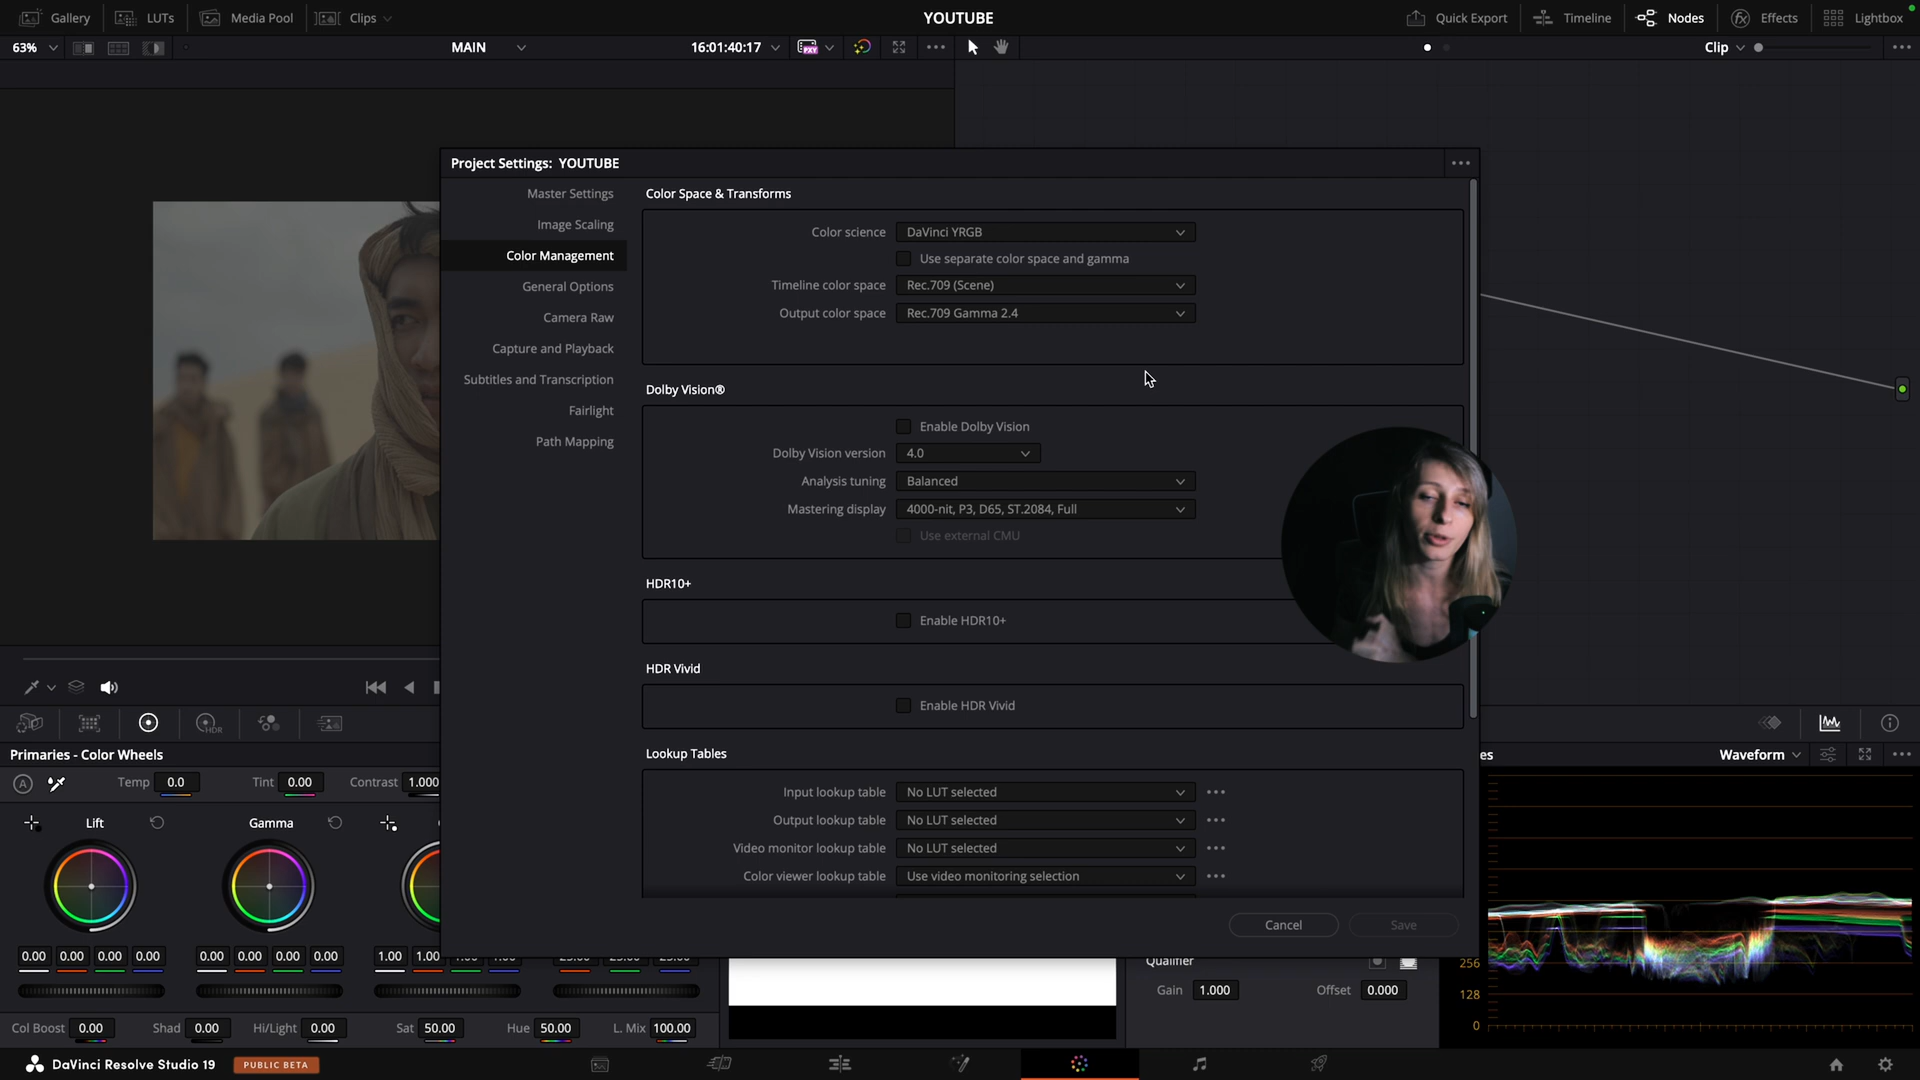 Gallery LUTs Media Pool Clips YOUTUBE Quick Export Timeline Nodes Effects Lightbox
63% MAIN 16:01:40:17 PXY Clip
Project Settings: YOUTUBE
Master Settings
Image Scaling
Color Management
General Options
Camera Raw
Capture and Playback
Subtitles and Transcription
Fairlight
Path Mapping
Color Space & Transforms
Color science DaVinci YRGB
Use separate color space and gamma
Timeline color space Rec.709 (Scene)
Output color space Rec.709 Gamma 2.4
Dolby Vision®
Enable Dolby Vision
Dolby Vision version 4.0
Analysis tuning Balanced
Mastering display 4000-nit, P3, D65, ST.2084, Full
Use external CMU
HDR10+
Enable HDR10+
HDR Vivid
Enable HDR Vivid
Lookup Tables
Input lookup table No LUT selected
Output lookup table No LUT selected
Video monitor lookup table No LUT selected
Color viewer lookup table Use video monitoring selection
Cancel Save
HDR
Primaries - Color Wheels
A Temp 0.0 Tint 0.00 Contrast 1.000
Lift Gamma
0.00 0.00 0.00 0.00 0.00 0.00 0.00 0.00 1.00 1.00
Col Boost 0.00 Shad 0.00 Hi/Light 0.00 Sat 50.00 Hue 50.00 L. Mix 100.00
Qualifier
Gain 1.000 Offset 0.000
es Waveform
256
128
0
DaVinci Resolve Studio 19 PUBLIC BETA